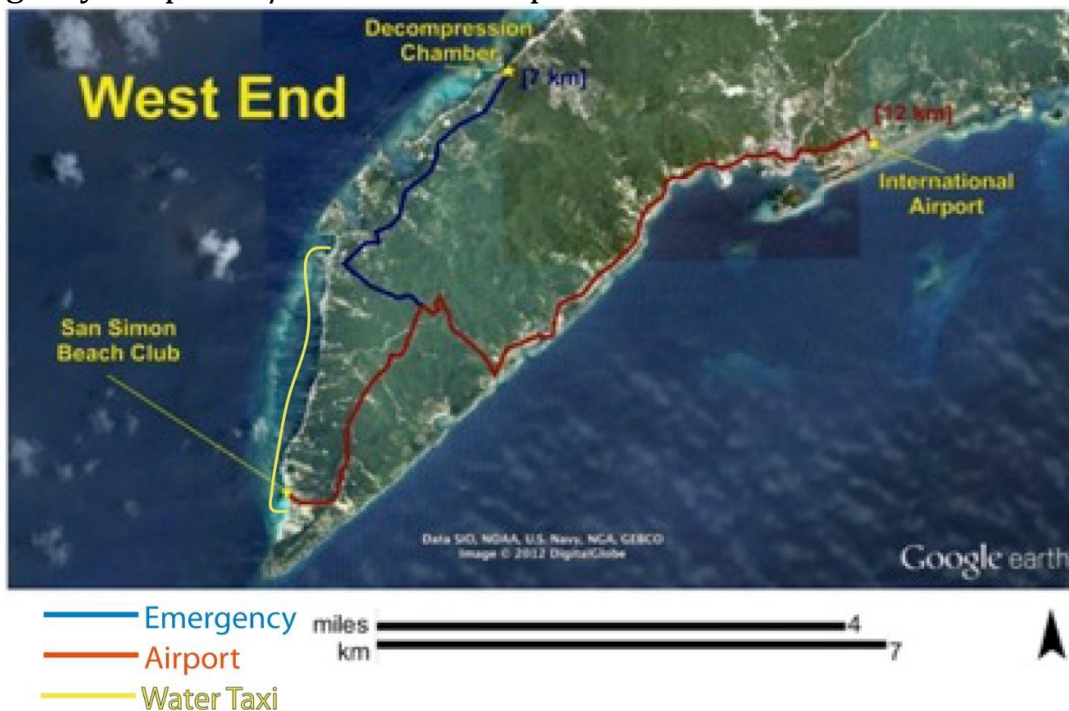 Decompression
Chamber
[7 km]
West End
[12 km]
International
Airport
San Simon
Beach Club
Data SIO, NOAA, U.S. Navy, NGA, GEBCO
Image © 2012 DigitalGlobe
Google earth
Emergency
miles
4
km
7
Airport
Water Taxi